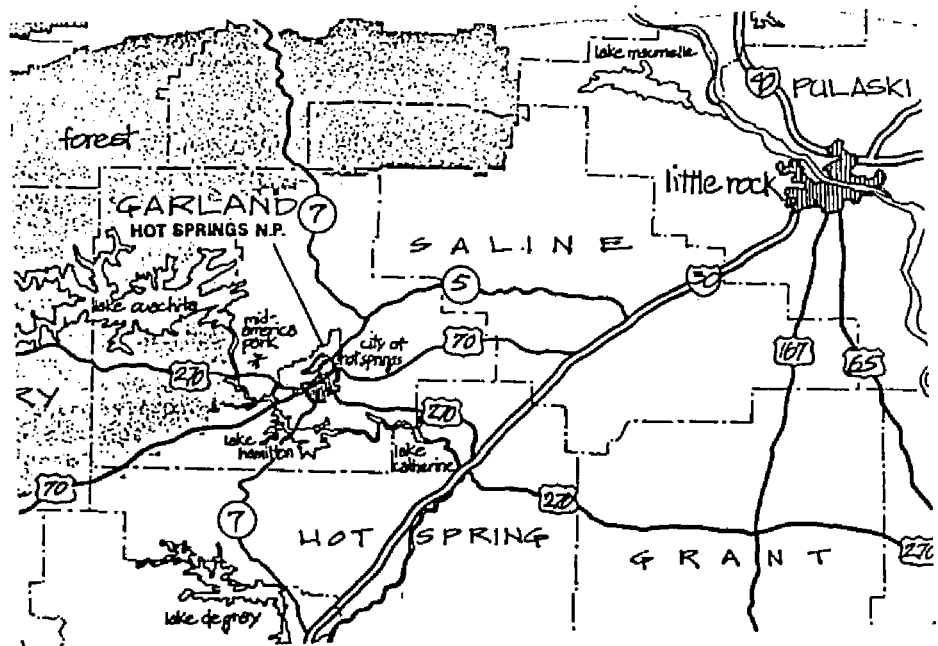 lake maumelle
40
PULASKI
forest
little rock
GARLAND
7
HOT SPRINGS N.P.
SALINE
5
30
lake ouachita
mid-
america
park
city of
hot springs
70
167
65
270
270
lake
hamilton
lake
katherine
70
7
270
HOT SPRING
GRANT
270
lake degray